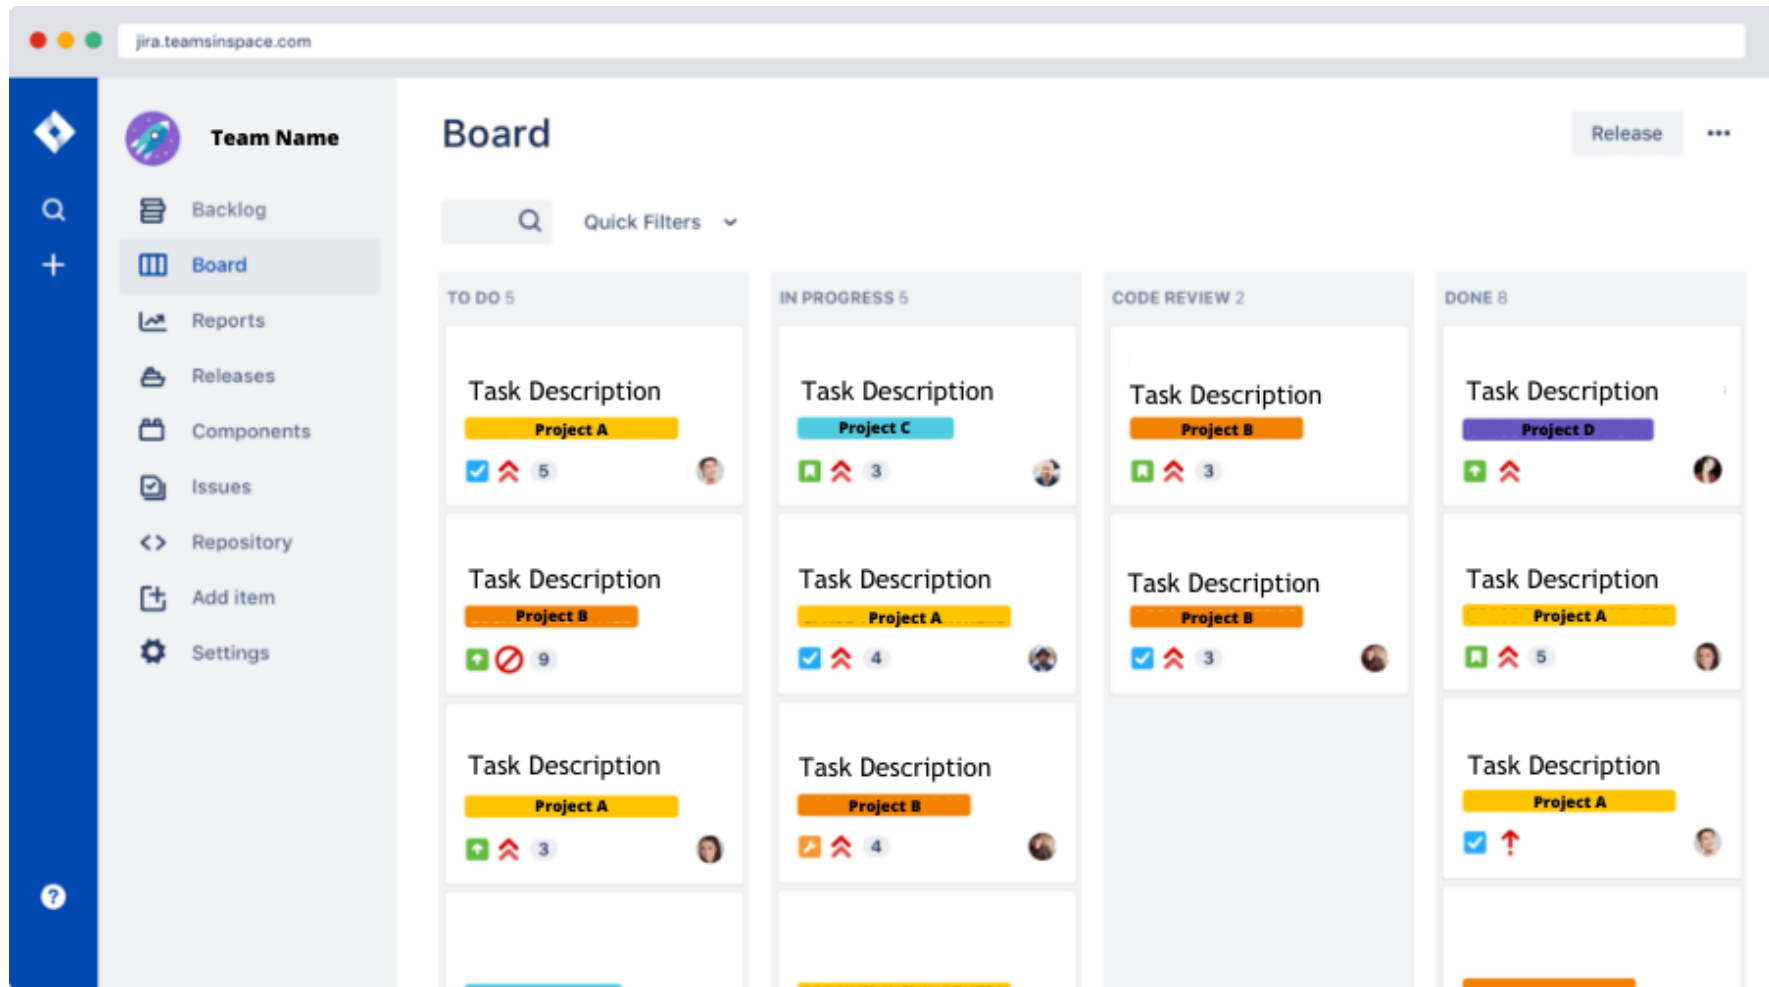 jira.teamsinspace.com
Team Name
Backlog
Board
Reports
Releases
Components
Issues
Repository
Add item
Settings
Board
Release
Quick Filters
TO DO 5
Task Description
Project A
5
Task Description
Project B
9
Task Description
Project A
3
IN PROGRESS 5
Task Description
Project C
3
Task Description
Project A
4
Task Description
Project B
4
CODE REVIEW 2
Task Description
Project B
3
Task Description
Project B
3
DONE 8
Task Description
Project D
Task Description
Project A
5
Task Description
Project A